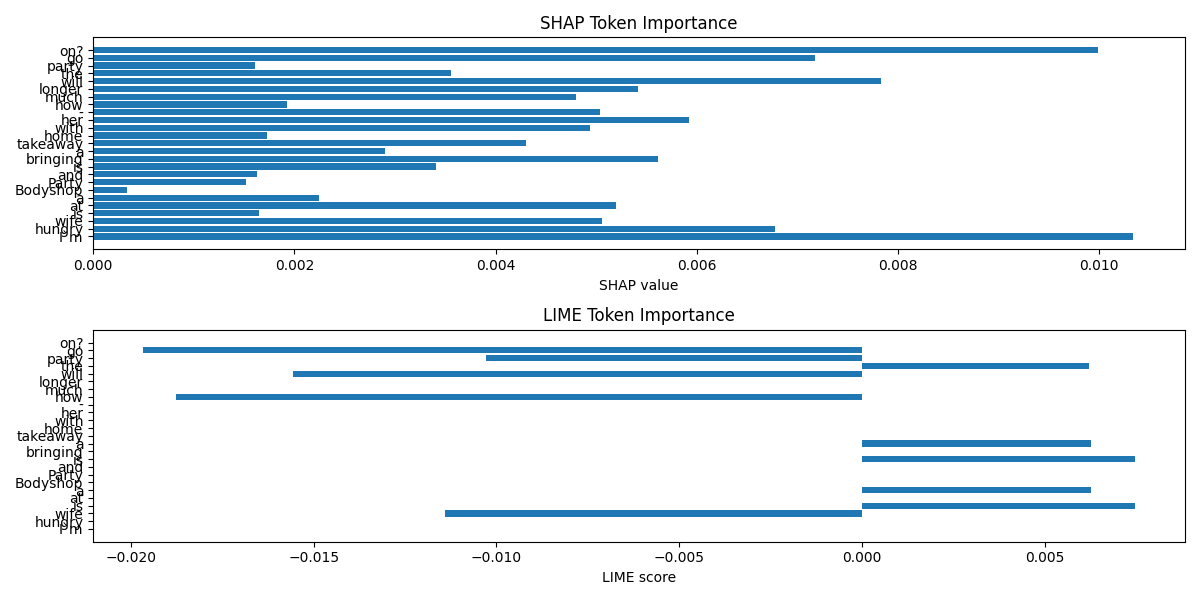 SHAP Token Importance
on?
go
party
the
will
longer
much
how
-
her
with
home
takeaway
a
bringing
is
and
Party
Bodyshop
a
at
is
wife
hungry
I'm
0.000 0.002 0.004 0.006 0.008 0.010
SHAP value
LIME Token Importance
on?
go
party
the
will
longer
much
how
-
her
with
home
takeaway
a
bringing
is
and
Party
Bodyshop
a
at
is
wife
hungry
I'm
−0.020 −0.015 −0.010 −0.005 0.000 0.005
LIME score